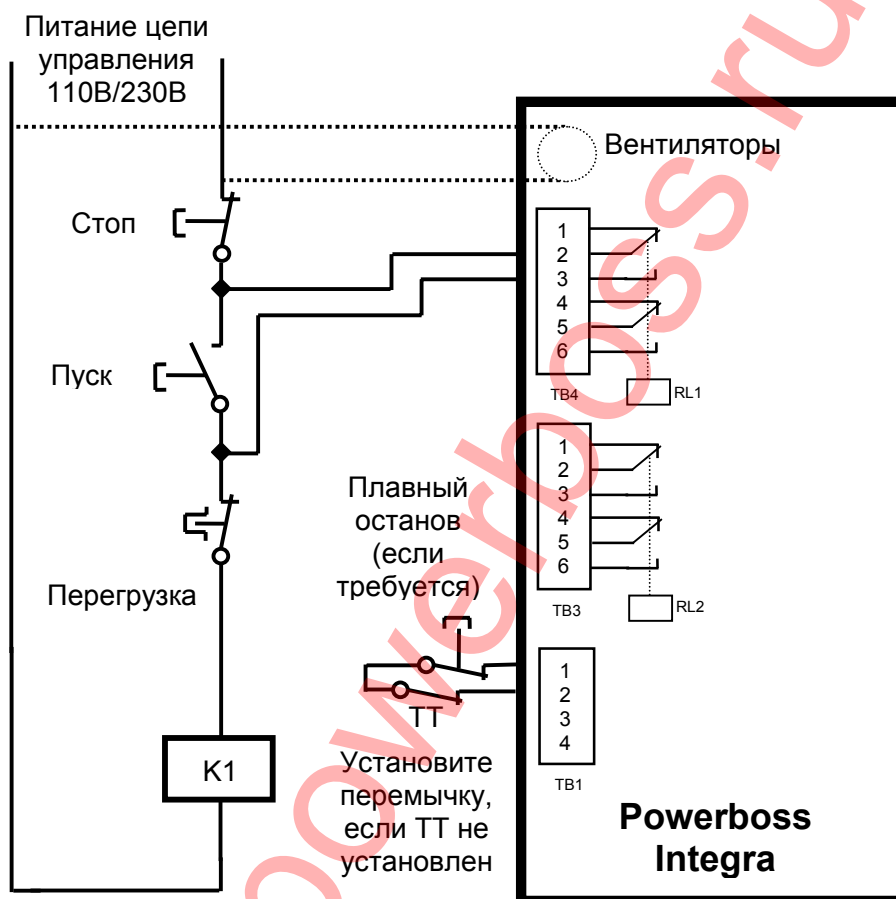 Питание цепи
управления
110В/230В
Вентиляторы
Стоп
1
2
3
4
5
6
TB4
RL1
Пуск
1
2
3
4
5
6
TB3
RL2
Плавный
останов
(если
требуется)
Перегрузка
ТТ
1
2
3
4
TB1
K1
Установите
перемычку,
если ТТ не
установлен
Powerboss
Integra
powerboss.ru